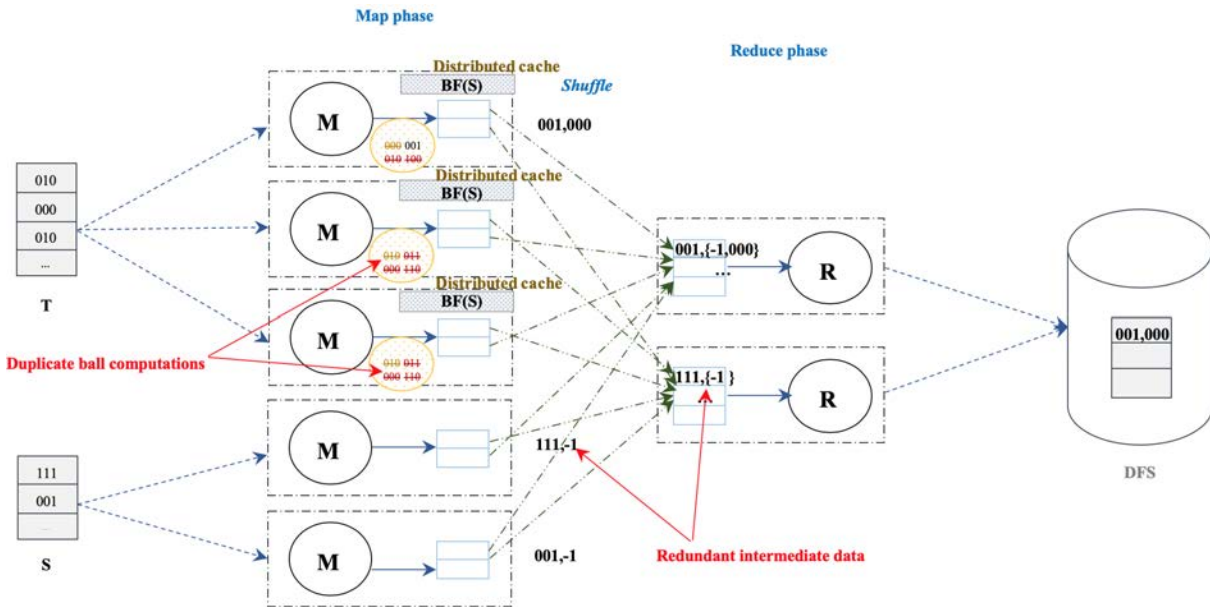 Map phase
Reduce phase
Distributed cache
BF(S)
Shuffle
M
001,000
000 001
010 100
010
000
010
...
T
Distributed cache
BF(S)
M
010 011
000 110
001,{-1,000}
...
R
Distributed cache
BF(S)
M
010 011
000 110
Duplicate ball computations
111,{-1 }
...
R
001,000
DFS
M
111,-1
111
001
...
S
M
001,-1
Redundant intermediate data